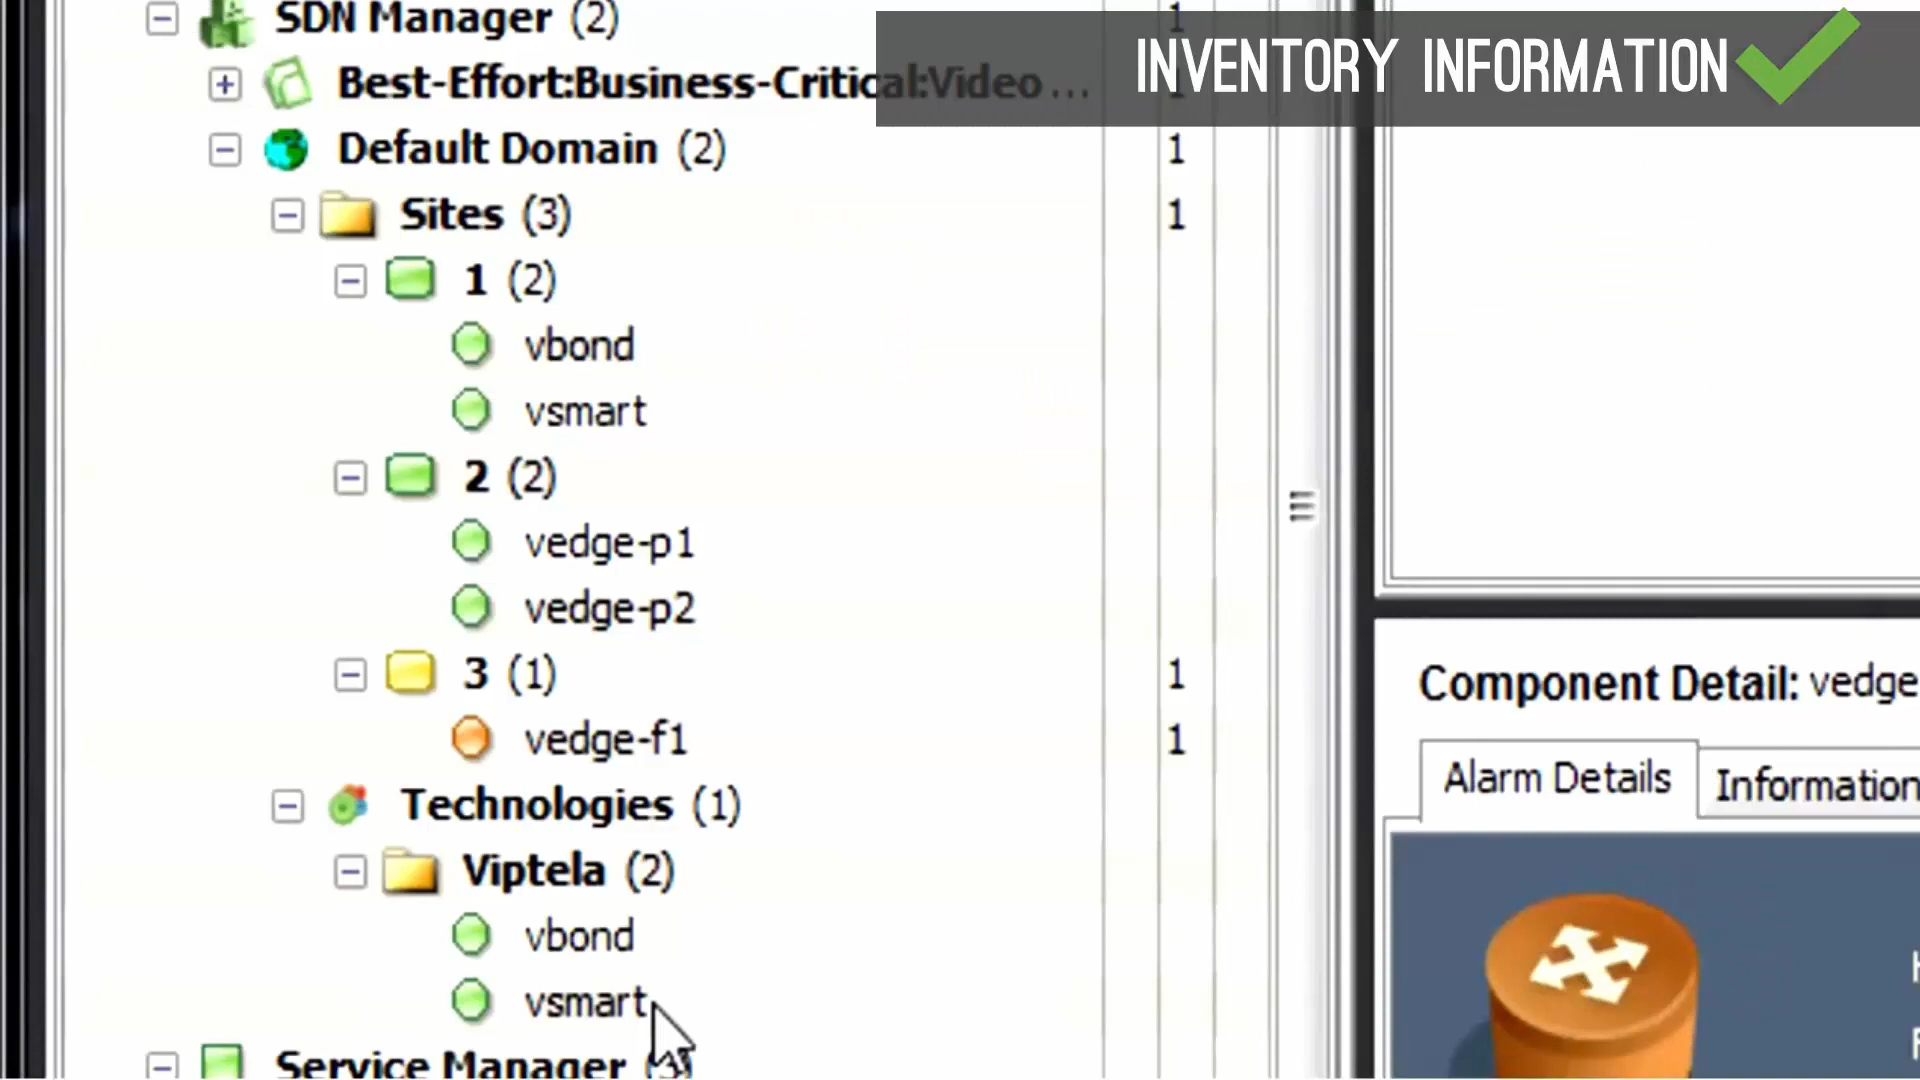 SDN Manager (2) 1
INVENTORY INFORMATION
Best-Effort:Business-Critical:Video ...
Default Domain (2) 1
Sites (3) 1
1 (2)
vbond
vsmart
2 (2)
vedge-p1
vedge-p2
3 (1) 1
vedge-f1 1
Technologies (1)
Viptela (2)
vbond
vsmart
Service Manager
Component Detail: vedge
Alarm Details
Information